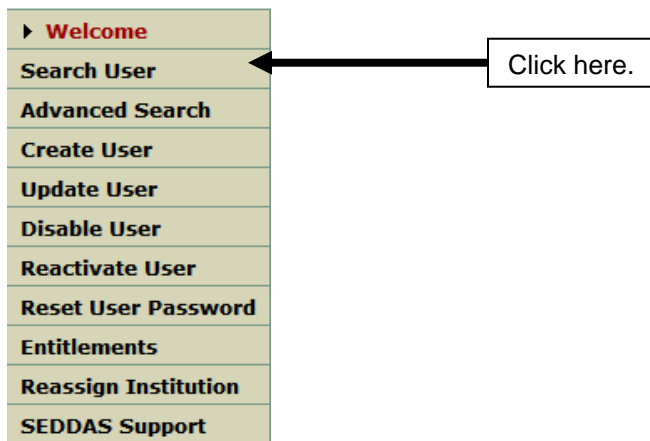 Welcome
Search User
Click here.
Advanced Search
Create User
Update User
Disable User
Reactivate User
Reset User Password
Entitlements
Reassign Institution
SEDDAS Support